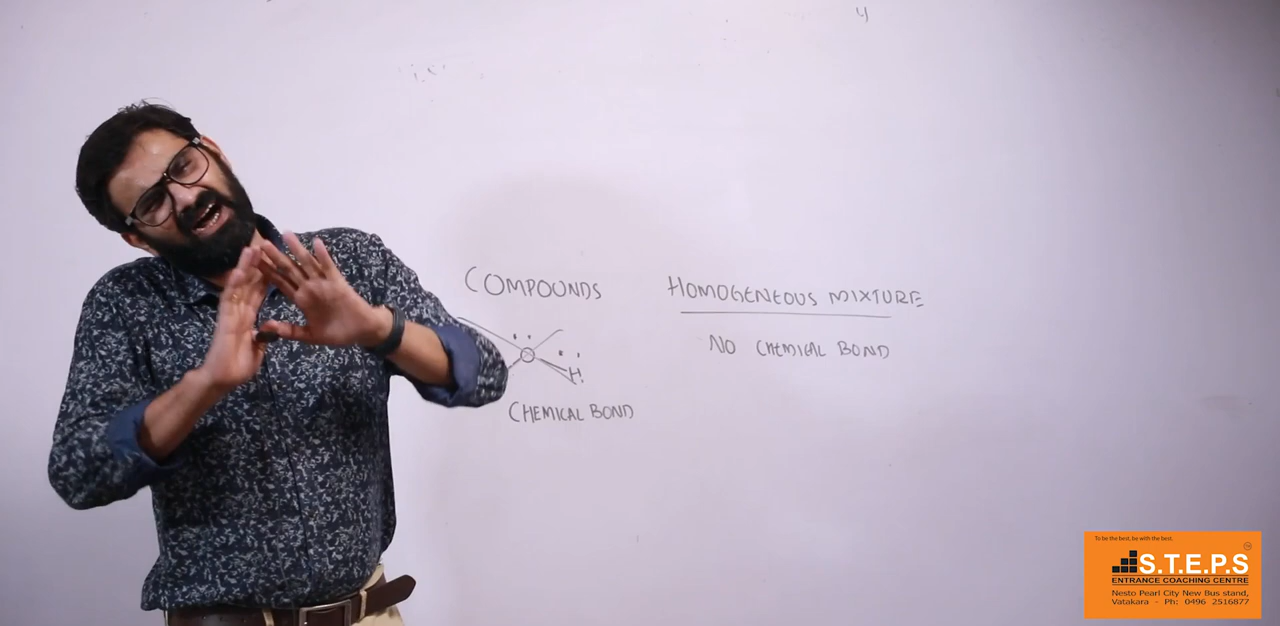 COMPOUNDS
HOMOGENEOUS MIXTURE
NO CHEMICAL BOND
H
CHEMICAL BOND
To be the best, be with the best.
S.T.E.P.S
ENTRANCE COACHING CENTRE
Nesto Pearl City New Bus stand,
Vatakara - Ph: 0496 2516877